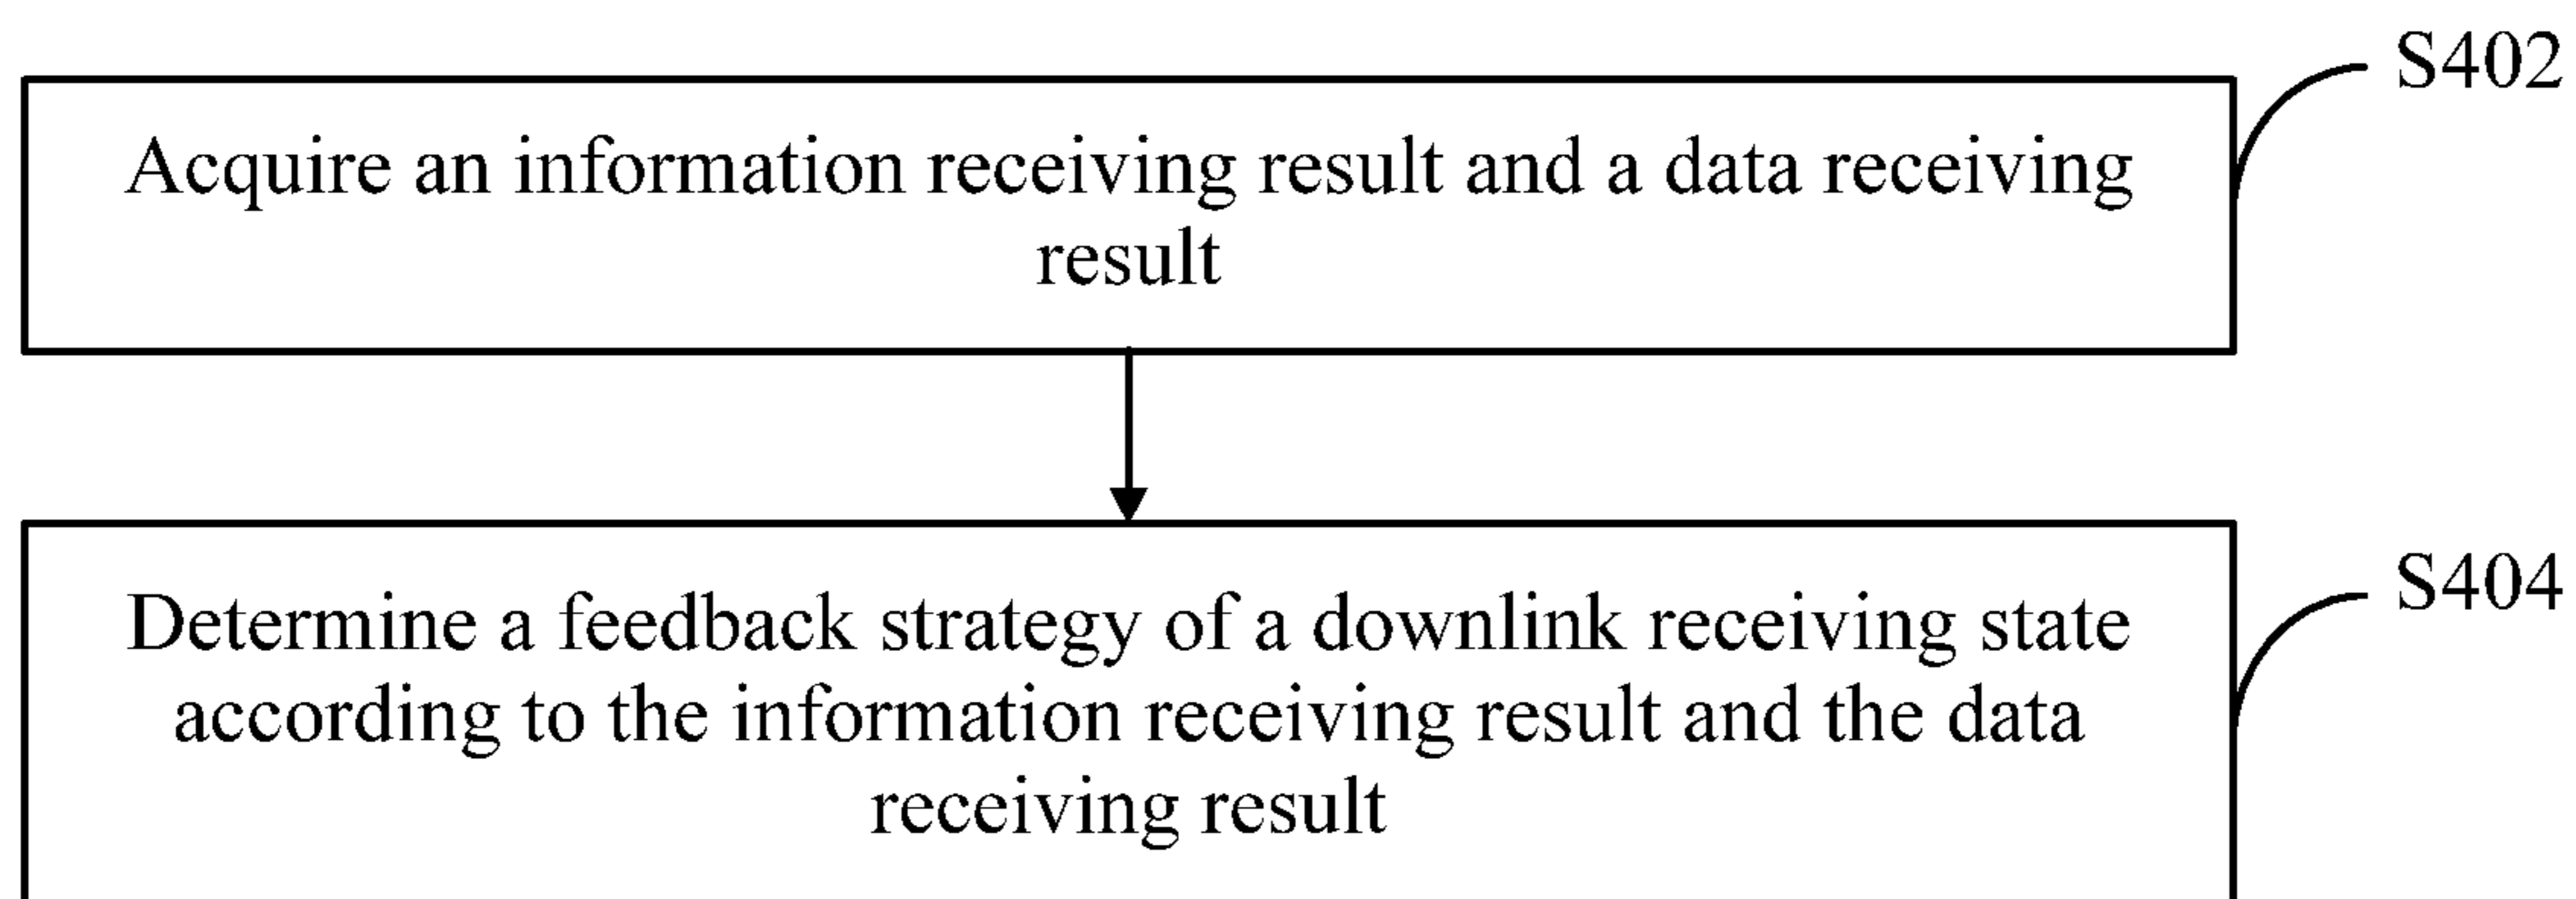 S402
Acquire an information receiving result and a data receiving
result
S404
Determine a feedback strategy of a downlink receiving state
according to the information receiving result and the data
receiving result